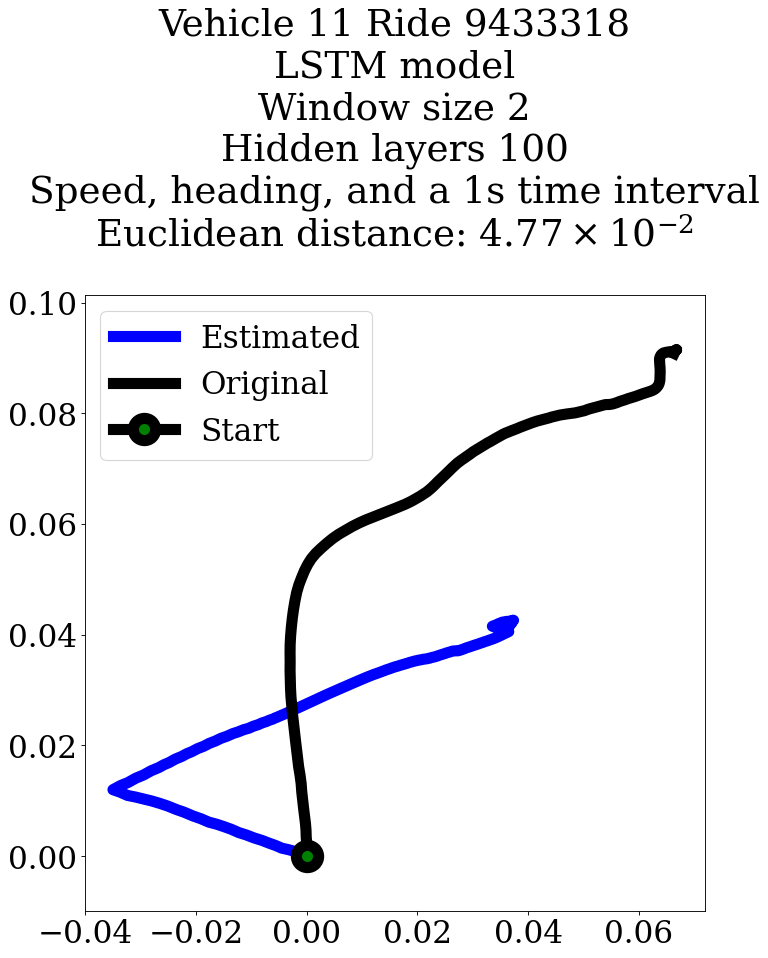 Vehicle 11 Ride 9433318
LSTM model
Window size 2
Hidden layers 100
Speed, heading, and a 1s time interval
Euclidean distance: 4.77 × 10⁻²
0.10
0.08
0.06
0.04
0.02
0.00
Estimated
Original
Start
−0.04 −0.02 0.00 0.02 0.04 0.06